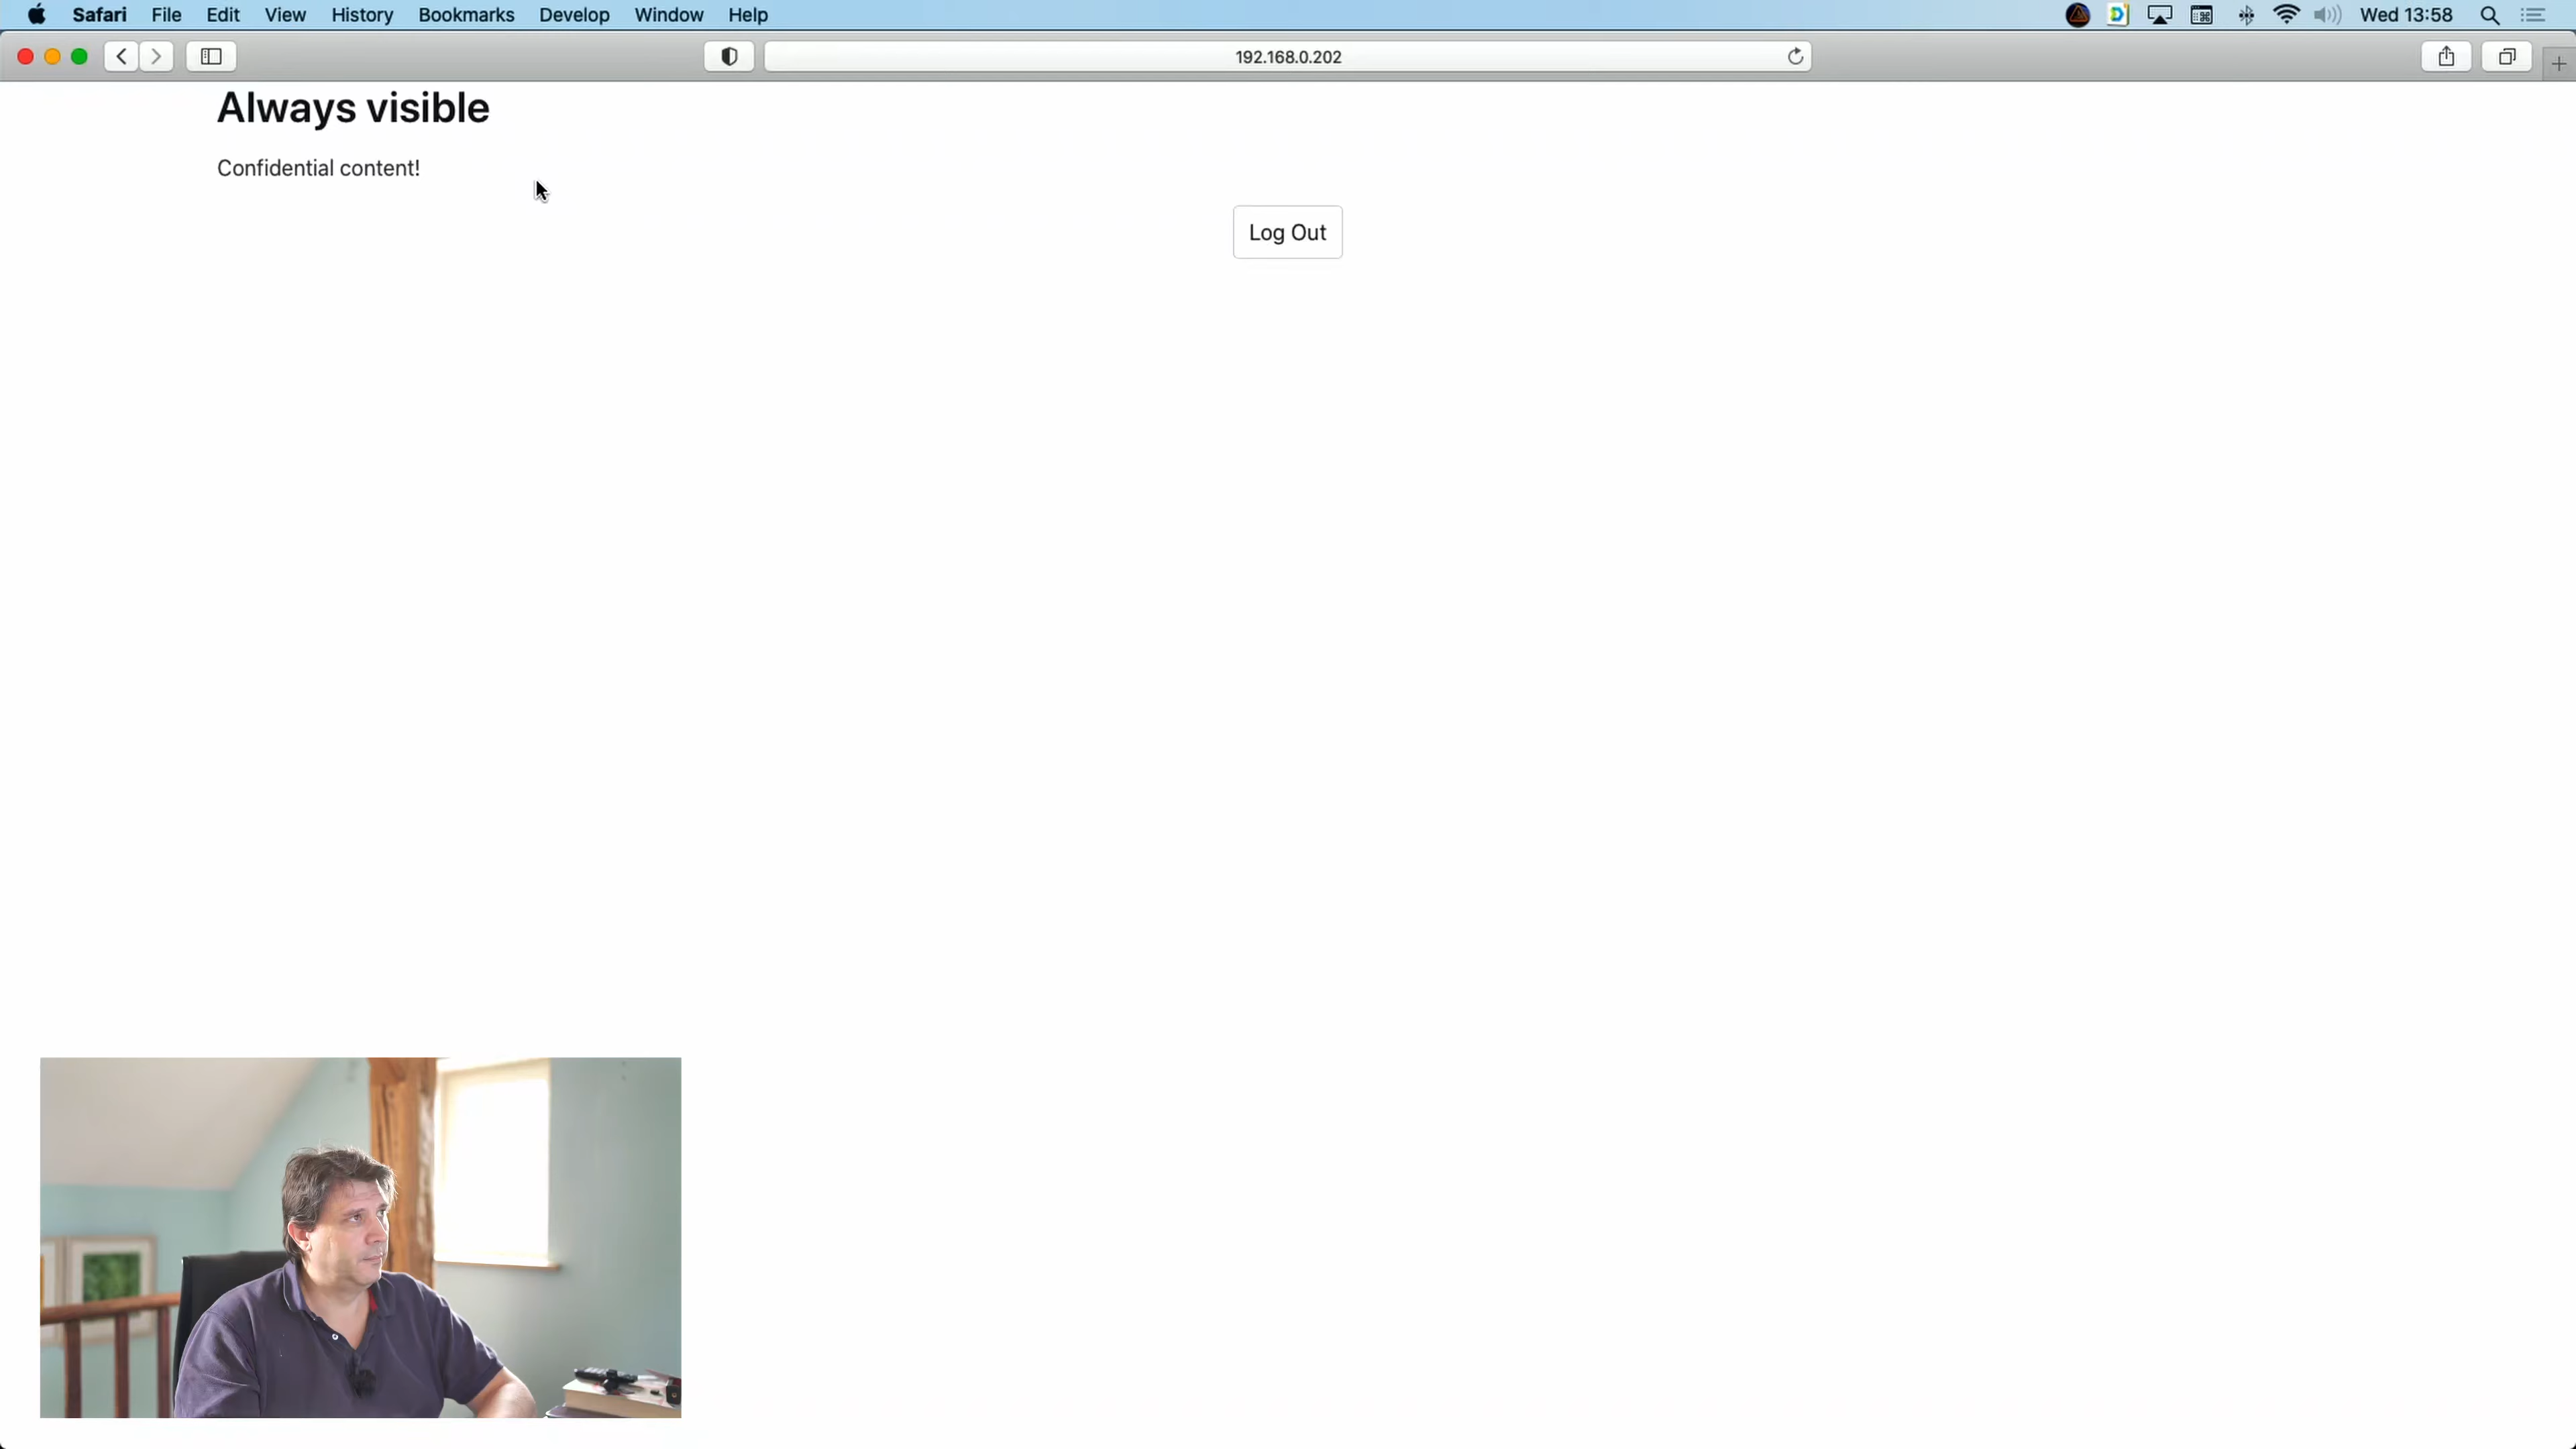 Safari File Edit View History Bookmarks Develop Window Help Wed 13:58
192.168.0.202
Always visible
Confidential content!
Log Out